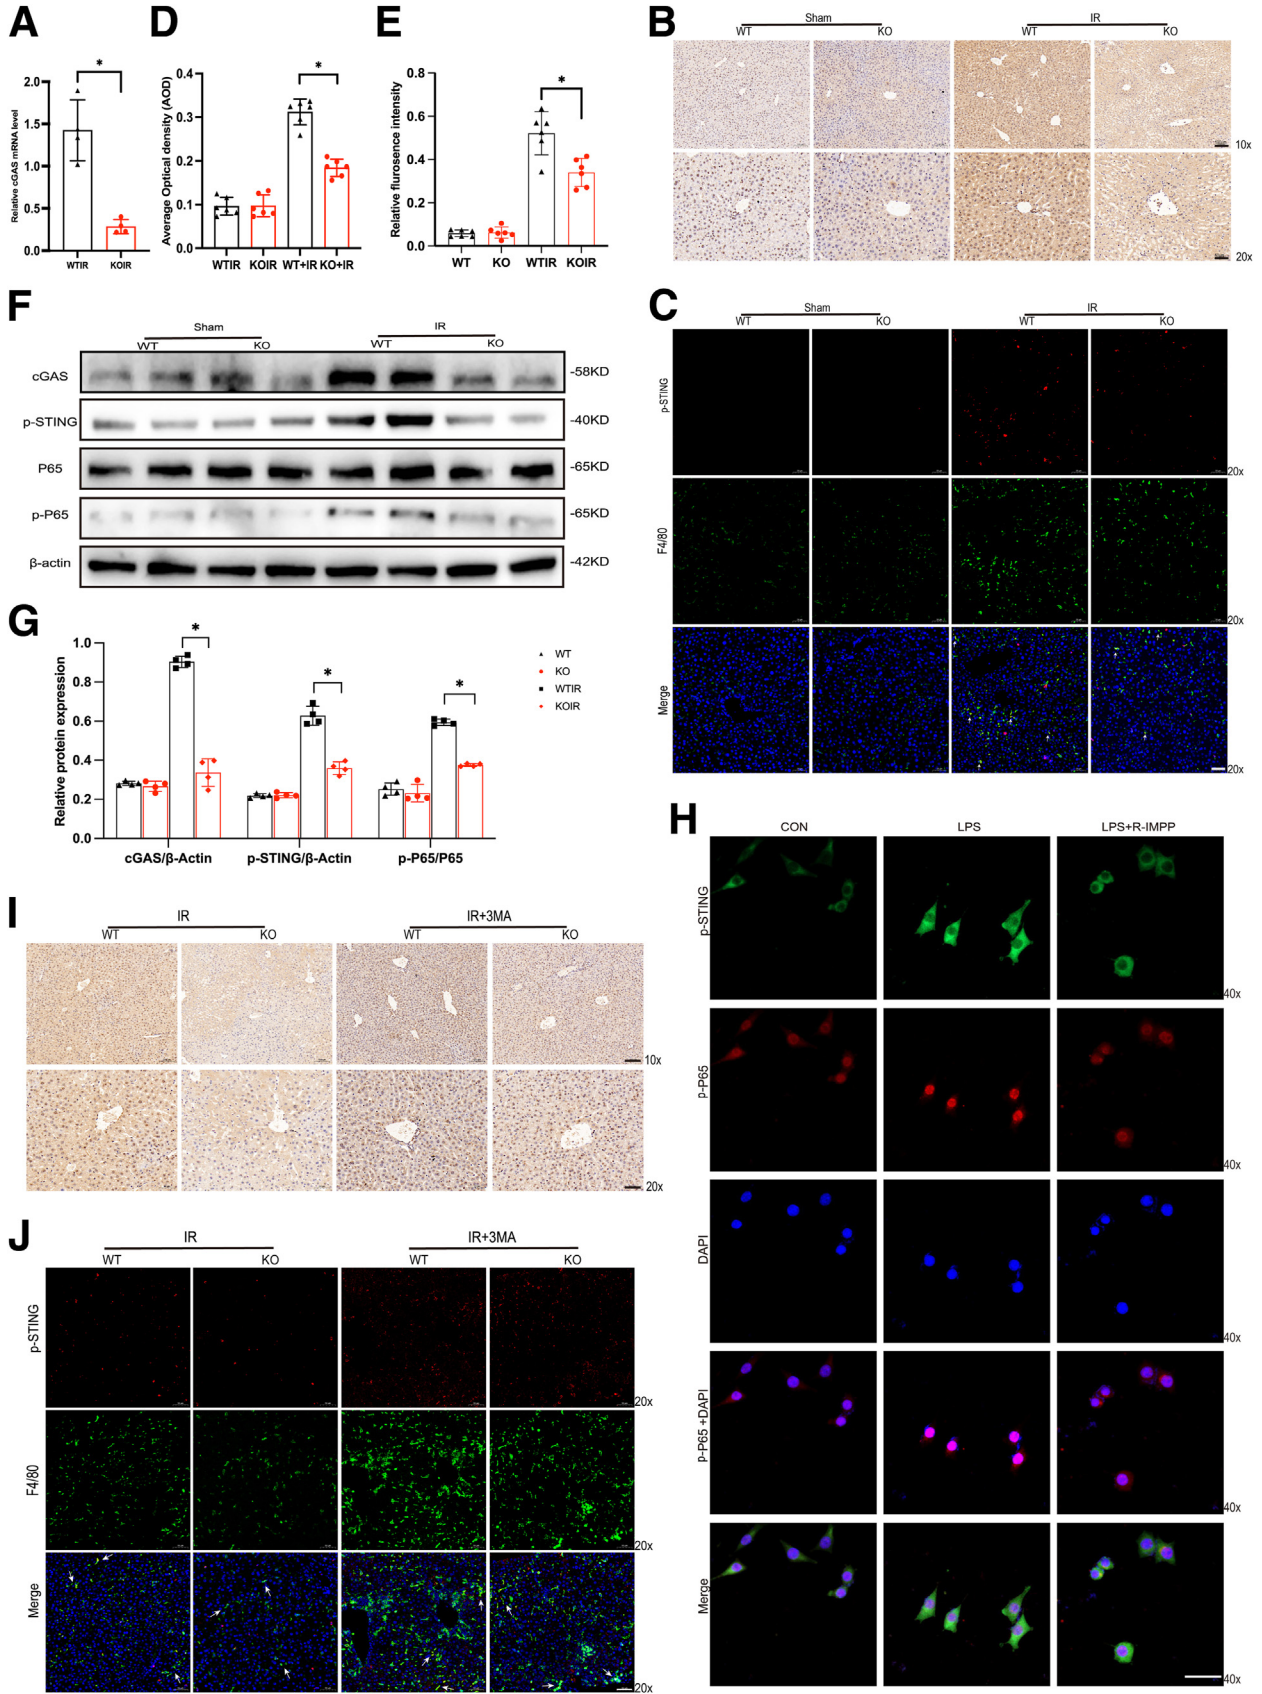 A
Relative cGAS mRNA level
2.0
1.5
1.0
0.5
0.0
*
WTIR
KOIR
D
Average Optical density (AOD)
0.4
0.3
0.2
0.1
0.0
*
WTIR
KOIR
WT+IR
KO+IR
E
Relative flurosence intensity
0.8
0.6
0.4
0.2
0.0
*
WT
KO
WTIR
KOIR
B
Sham
IR
WT
KO
WT
KO
10x
20x
C
Sham
IR
WT
KO
WT
KO
p-STING
20x
F4/80
20x
Merge
20x
F
Sham
IR
WT
KO
WT
KO
cGAS
-58KD
p-STING
-40KD
P65
-65KD
p-P65
-65KD
β-actin
-42KD
G
Relative protein expression
1.0
0.8
0.6
0.4
0.2
0.0
*
*
*
cGAS/β-Actin
p-STING/β-Actin
p-P65/P65
WT
KO
WTIR
KOIR
H
CON
LPS
LPS+R-IMPP
p-STING
40x
p-P65
40x
DAPI
40x
p-P65 +DAPI
40x
Merge
40x
I
IR
IR+3MA
WT
KO
WT
KO
10x
20x
J
IR
IR+3MA
WT
KO
WT
KO
p-STING
20x
F4/80
20x
Merge
20x